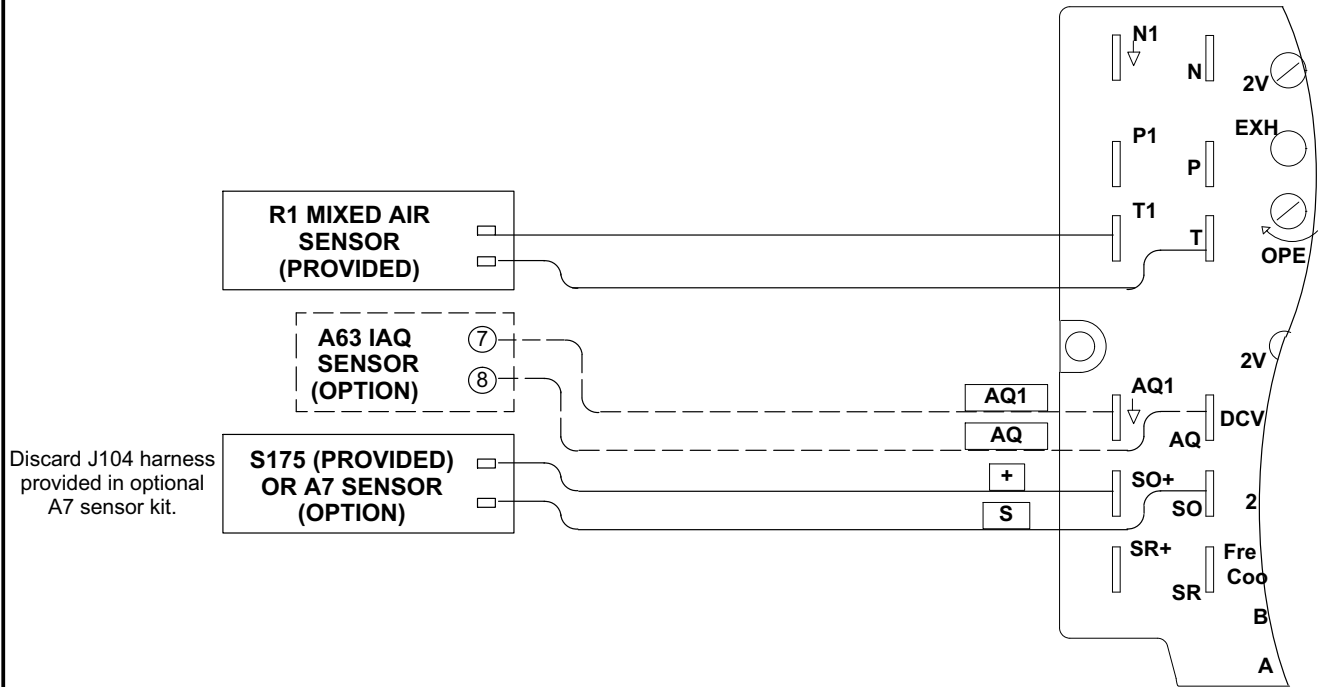 N1
N
2V
P1
EXH
P
R1 MIXED AIR
SENSOR
(PROVIDED)
T1
T
OPE
A63 IAQ
SENSOR
(OPTION)
7
8
2V
AQ1
AQ
AQ1
AQ
DCV
Discard J104 harness
provided in optional
A7 sensor kit.
S175 (PROVIDED)
OR A7 SENSOR
(OPTION)
+
S
SO+
SO
2
SR+
SR
Fre
Coo
B
A